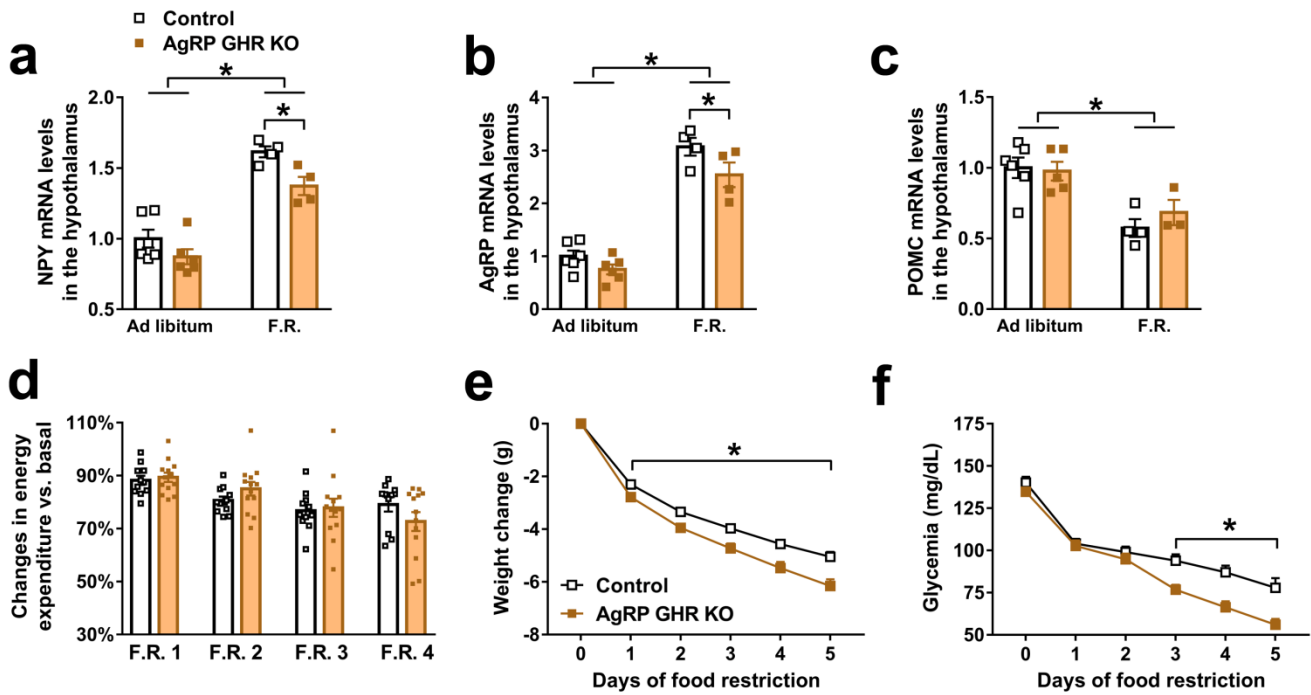 Control
AgRP GHR KO
a
NPY mRNA levels
in the hypothalamus
2.0
1.5
1.0
0.5
*
*
Ad libitum
F.R.
b
AgRP mRNA levels
in the hypothalamus
4
3
2
1
0
*
*
Ad libitum
F.R.
c
POMC mRNA levels
in the hypothalamus
1.5
1.0
0.5
0.0
*
Ad libitum
F.R.
d
Changes in energy
expenditure vs. basal
110%
90%
70%
50%
30%
F.R. 1
F.R. 2
F.R. 3
F.R. 4
e
Weight change (g)
0
-2
-4
-6
-8
*
Control
AgRP GHR KO
0 1 2 3 4 5
Days of food restriction
f
Glycemia (mg/dL)
175
150
125
100
75
50
*
0 1 2 3 4 5
Days of food restriction